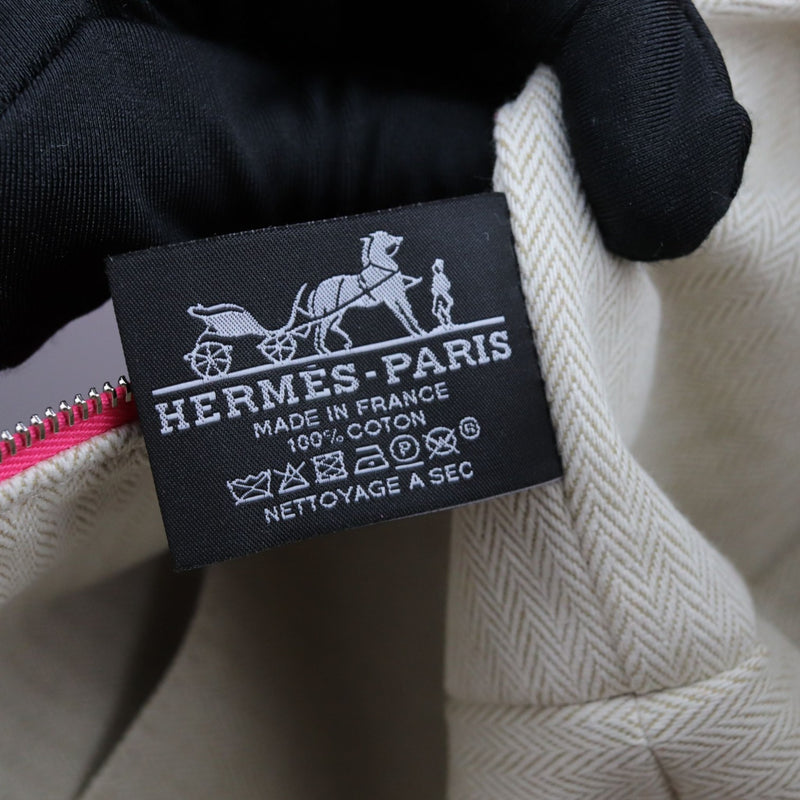 HERMÈS-PARIS
MADE IN FRANCE
100% COTON
P ®
NETTOYAGE A SEC